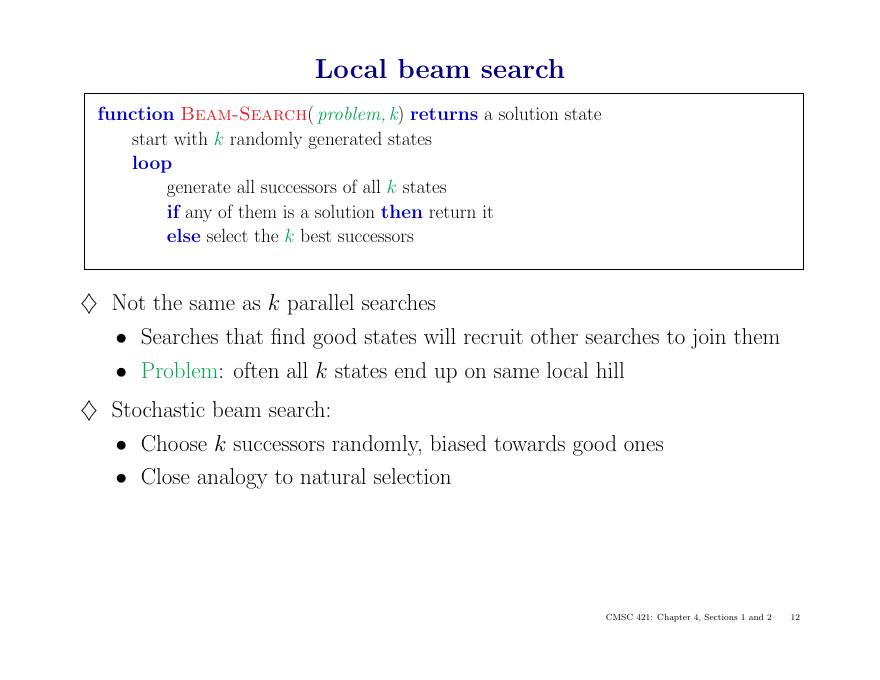 Local beam search
function BEAM-SEARCH( problem, k) returns a solution state
start with k randomly generated states
loop
generate all successors of all k states
if any of them is a solution then return it
else select the k best successors
♢ Not the same as k parallel searches
• Searches that find good states will recruit other searches to join them
• Problem: often all k states end up on same local hill
♢ Stochastic beam search:
• Choose k successors randomly, biased towards good ones
• Close analogy to natural selection
CMSC 421: Chapter 4, Sections 1 and 2 12